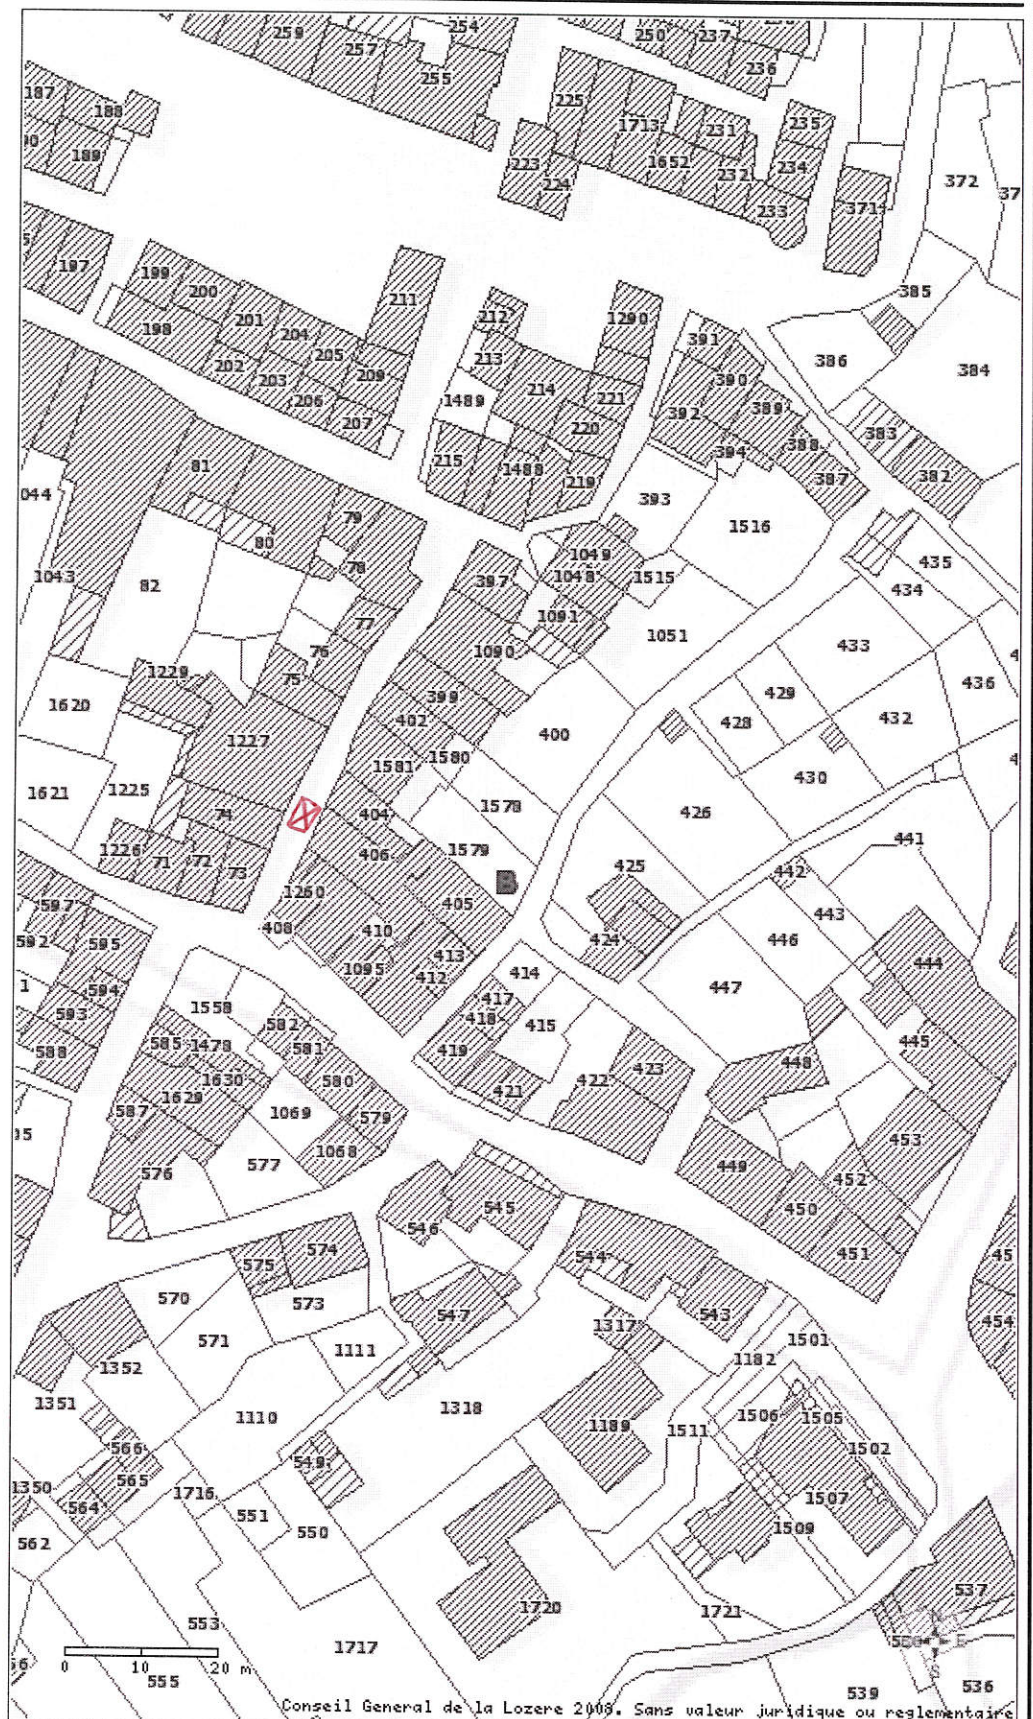 259 257 254 255 250 237 236
187 188 189 225 1713 231 235
223 224 1652 232 234 233 371 372
197 199 200 201 204 205 211 209
198 202 203 206 207
212 213 214 1290 221 220 1489 215 1488 219
391 390 392 389 388 394 387 393 1516
385 386 384 383 382
044 81 79 80 78 1043 82
397 1049 1048 1515 1091 1051 1090
435 434 433 436 432
77 76 75 1229 1620 1227
399 402 400 1580 1581 1578
429 428 430 426
1621 1225 74 404 1579 406
1226 71 72 73 1260 405 B
425 424 441 442 443 446 447 444 445
597 592 595 594 593 588
408 410 1095 413 412
1558 582 581 585 1478 580 1630 1629 1069 579 587 1068 577 576
414 417 418 415 419 421 422 423
448 449 450 451 452 453
546 545 544 543 547 1317
575 574 573 570 571 1111
1352 1351 1110 1318 1189
1182 1501 1511 1506 1505 1502 1507 1509
454
566 565 564 1350 562 1716 549 551 550
553 555 1717 1720 1721
537 539 536
N
E
S
0 10 20 m
Conseil General de la Lozere 2008. Sans valeur juridique ou reglementaire